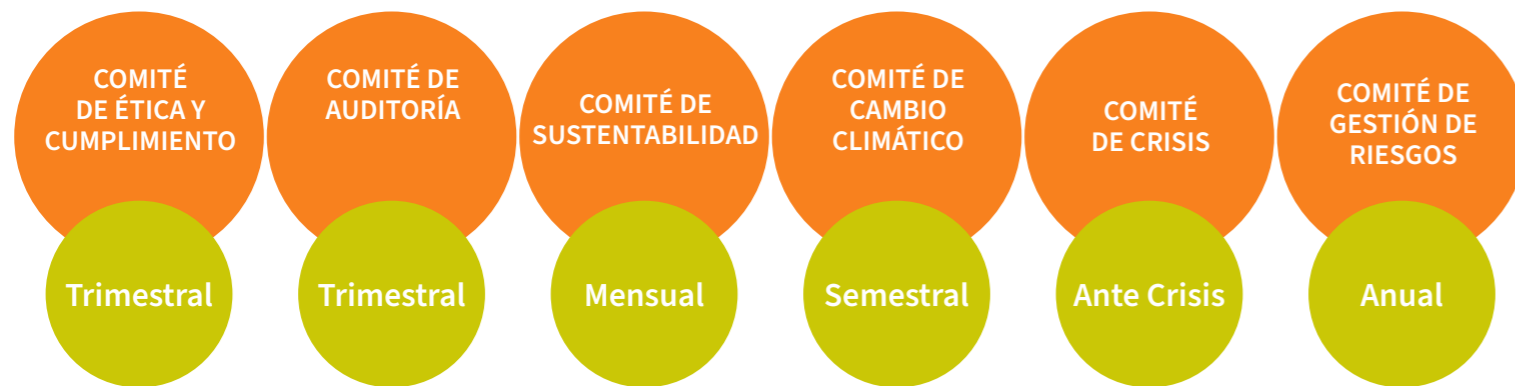 COMITÉ
DE ÉTICA Y
CUMPLIMIENTO
Trimestral
COMITÉ DE
AUDITORÍA
Trimestral
COMITÉ DE
SUSTENTABILIDAD
Mensual
COMITÉ DE
CAMBIO
CLIMÁTICO
Semestral
COMITÉ
DE CRISIS
Ante Crisis
COMITÉ DE
GESTIÓN DE
RIESGOS
Anual